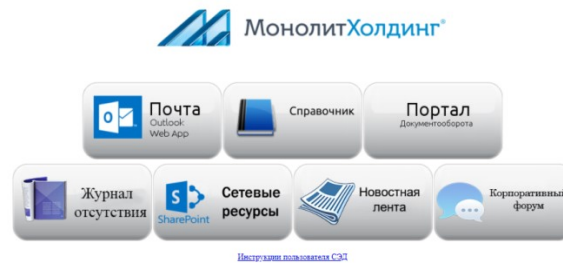 МонолитХолдинг®
Почта
Outlook
Web App
Справочник
Портал
Документооборота
Журнал
отсутствия
SharePoint
Сетевые
ресурсы
Новостная
лента
Корпоративный
форум
Инструкции пользователя СЭД